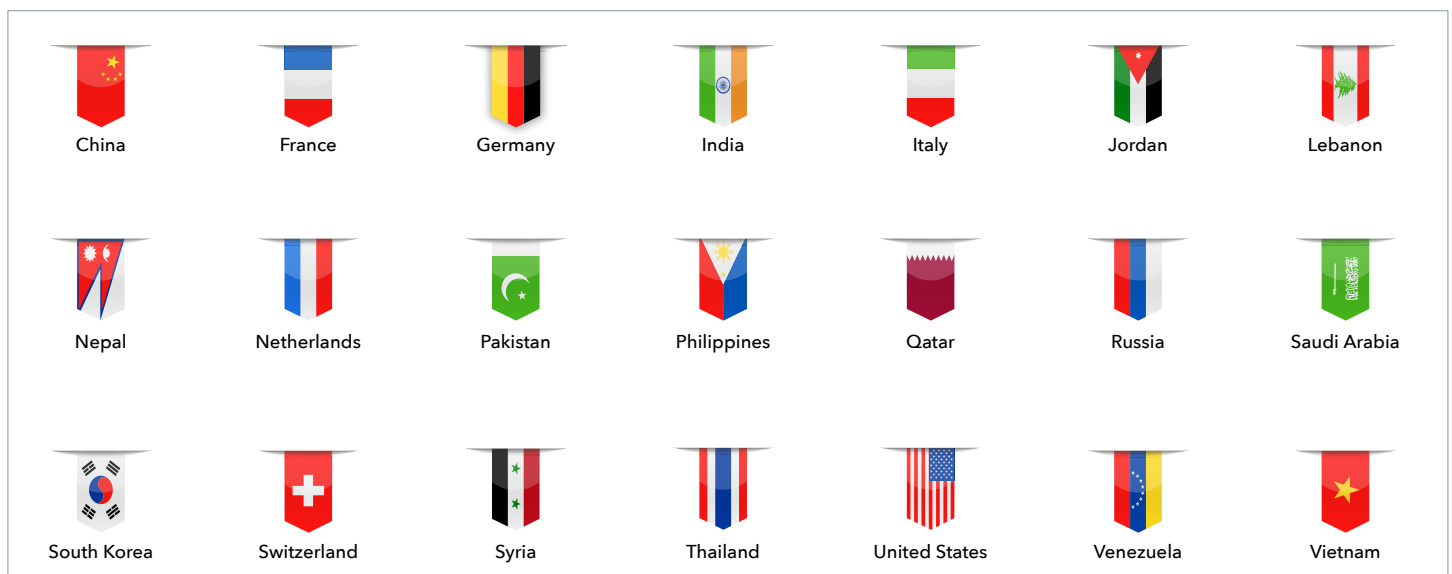 China France Germany India Italy Jordan Lebanon
Nepal Netherlands Pakistan Philippines Qatar Russia Saudi Arabia
South Korea Switzerland Syria Thailand United States Venezuela Vietnam